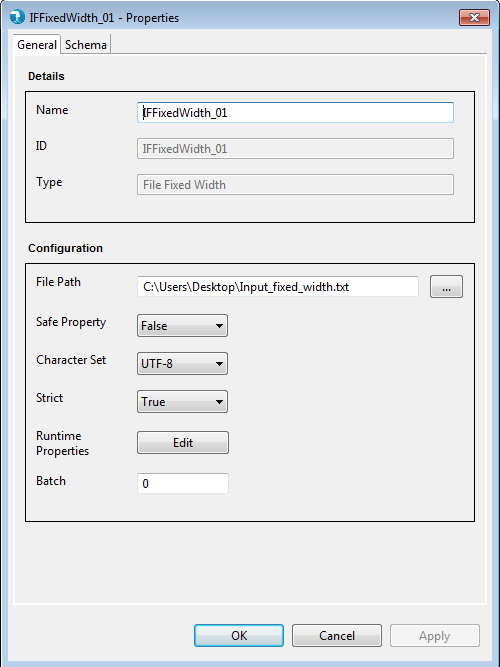 IFFixedWidth_01 - Properties
General Schema
Details
Name IFFixedWidth_01
ID IFFixedWidth_01
Type File Fixed Width
Configuration
File Path C:\Users\Desktop\Input_fixed_width.txt ...
Safe Property False
Character Set UTF-8
Strict True
Runtime
Properties Edit
Batch 0
OK Cancel Apply